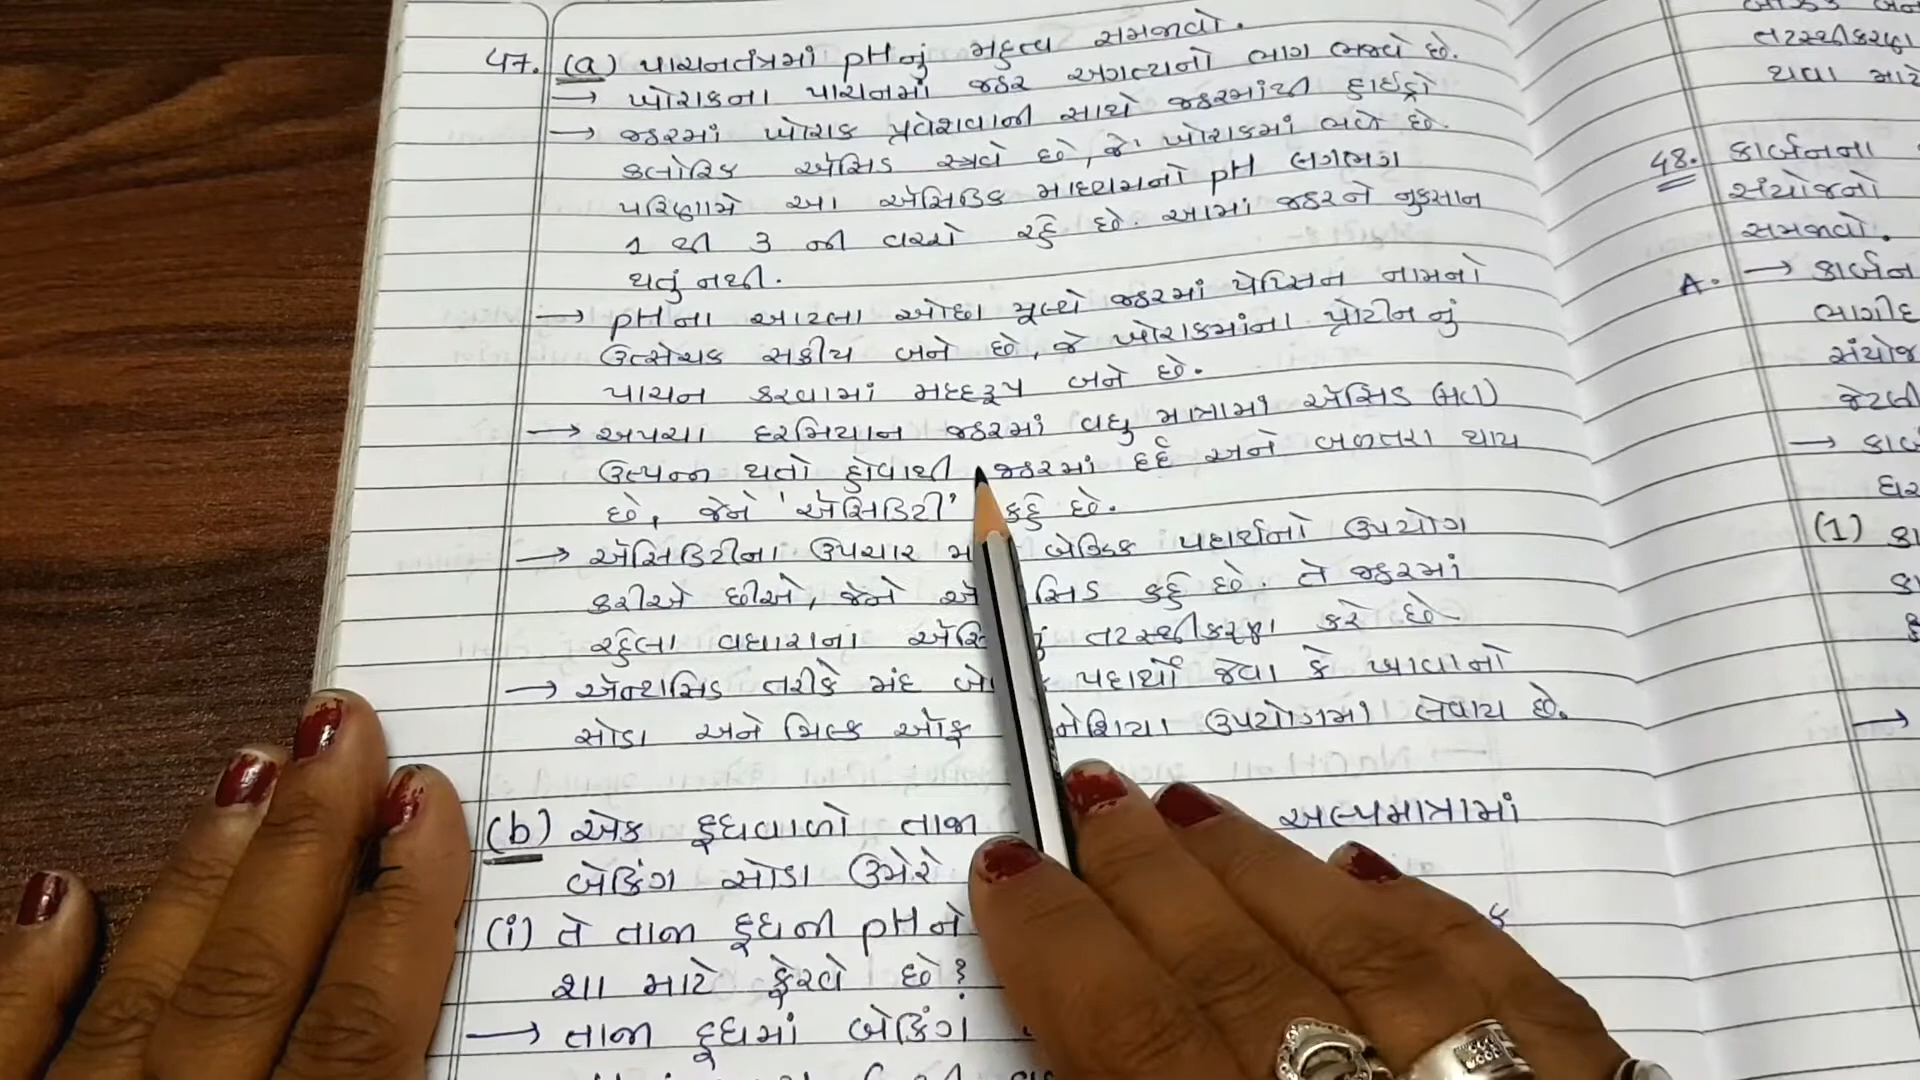 47. (a) પાચનતંત્રમાં pHનું મહત્વ સમજાવો.
→ ખોરાકના પાચનમાં જઠર અગત્યનો ભાગ ભજવે છે.
→ જઠરમાં ખોરાક પ્રવેશવાની સાથે જઠરમાંથી હાઈડ્રો
ક્લોરિક ઍસિડ સ્ત્રવે છે, જે ખોરાકમાં ભળે છે.
પરિણામે આ ઍસિડિક માધ્યમનો pH લગભગ
1 થી 3 ની વચ્ચે રહે છે. આમાં જઠરને નુકસાન
થતું નથી.
→ pHના આટલા ઓછા મૂલ્યે જઠરમાં પેપ્સિન નામનો
ઉત્સેચક સક્રીય બને છે, જે ખોરાકમાંના પ્રોટીનનું
પાચન કરવામાં મદદરૂપ બને છે.
→ અપચા દરમિયાન જઠરમાં વધુ માત્રામાં ઍસિડ
ઉત્પન્ન થતો હોવાથી જઠરમાં દર્દ અને બળતરા થાય
છે, જેને 'ઍસિડિટી' કહે છે.
→ ઍસિડિટીના ઉપચાર બેઝિક પદાર્થનો ઉપયોગ
કરીએ છીએ, જેને કહે છે. તે જઠરમાં
રહેલા વધારાના તટસ્થીકરણ કરે છે.
→ ઍન્ટાસિડ તરીકે મંદ પદાર્થો જેવા કે ખાવાનો
સોડા અને મિલ્ક ઑફ ઉપયોગમાં લેવાય છે.
(b) એક દૂધવાળો તાજા અલ્પમાત્રામાં
બેકિંગ સોડા ઉમેરે
(i) તે તાજા દૂધની pHને
શા માટે ફેરવે છે?
→ તાજા દૂધમાં બેકિંગ
48. કાર્બનના
સંયોજનો
સમજાવો.
A. → કાર્બન
(1)